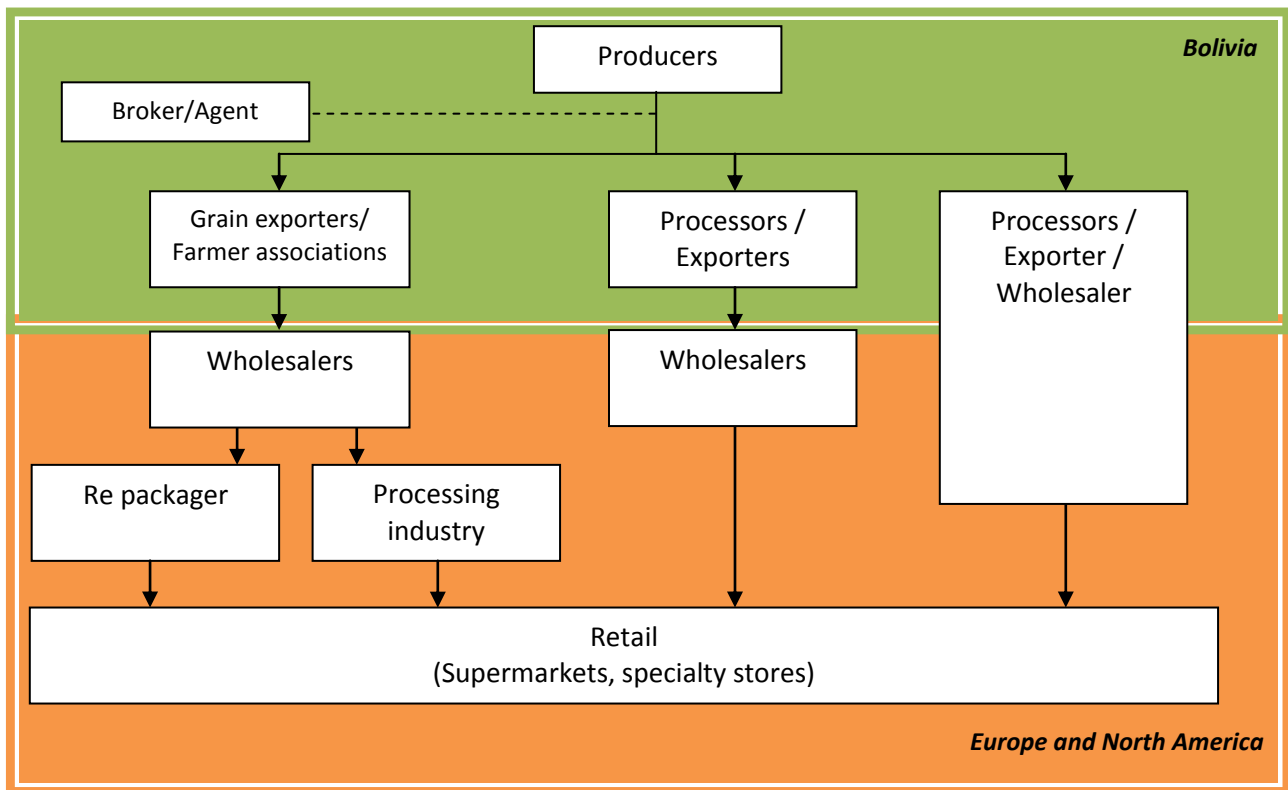 Bolivia
Producers
Broker/Agent
Grain exporters/
Farmer associations
Processors /
Exporters
Processors /
Exporter /
Wholesaler
Wholesalers
Wholesalers
Re packager
Processing
industry
Retail
(Supermarkets, specialty stores)
Europe and North America